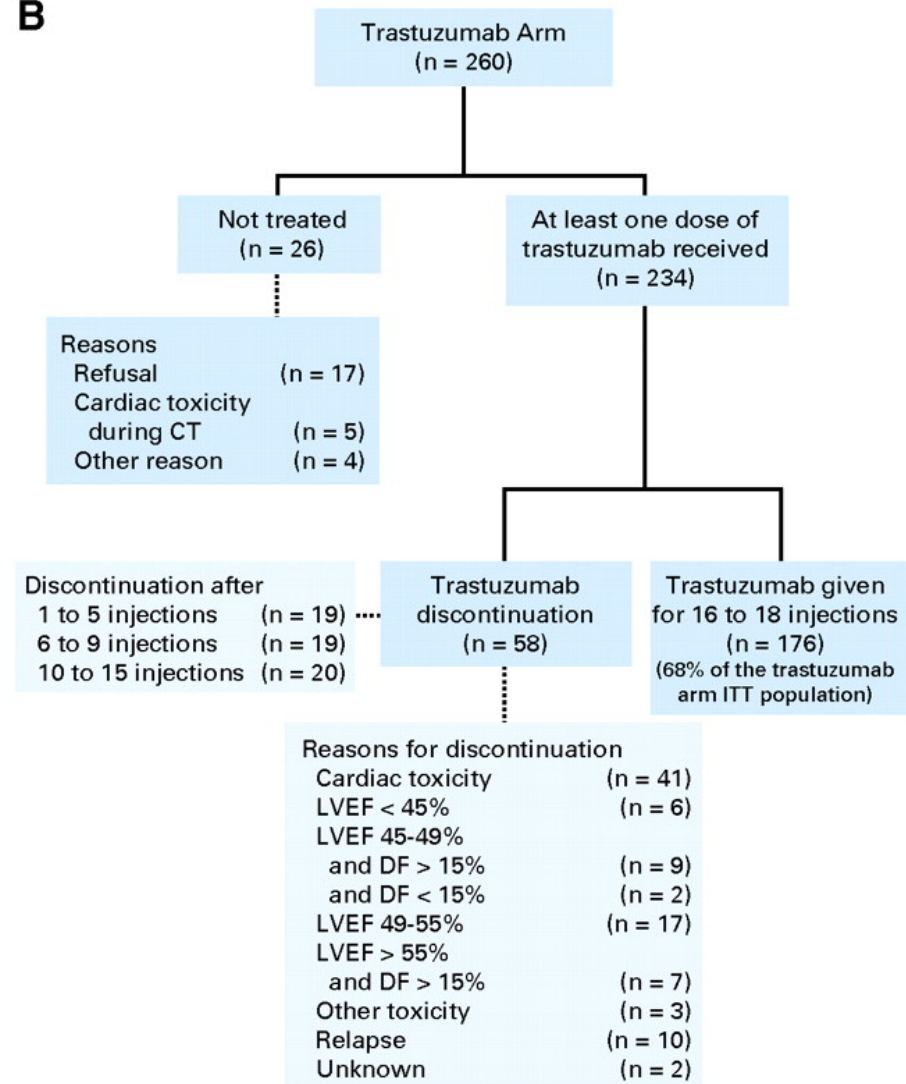 B
Trastuzumab Arm
(n = 260)
Not treated
(n = 26)
At least one dose of
trastuzumab received
(n = 234)
Reasons
Refusal (n = 17)
Cardiac toxicity
during CT (n = 5)
Other reason (n = 4)
Discontinuation after
1 to 5 injections (n = 19)
6 to 9 injections (n = 19)
10 to 15 injections (n = 20)
Trastuzumab
discontinuation
(n = 58)
Trastuzumab given
for 16 to 18 injections
(n = 176)
(68% of the trastuzumab
arm ITT population)
Reasons for discontinuation
Cardiac toxicity (n = 41)
LVEF < 45% (n = 6)
LVEF 45-49%
and DF > 15% (n = 9)
and DF < 15% (n = 2)
LVEF 49-55% (n = 17)
LVEF > 55%
and DF > 15% (n = 7)
Other toxicity (n = 3)
Relapse (n = 10)
Unknown (n = 2)